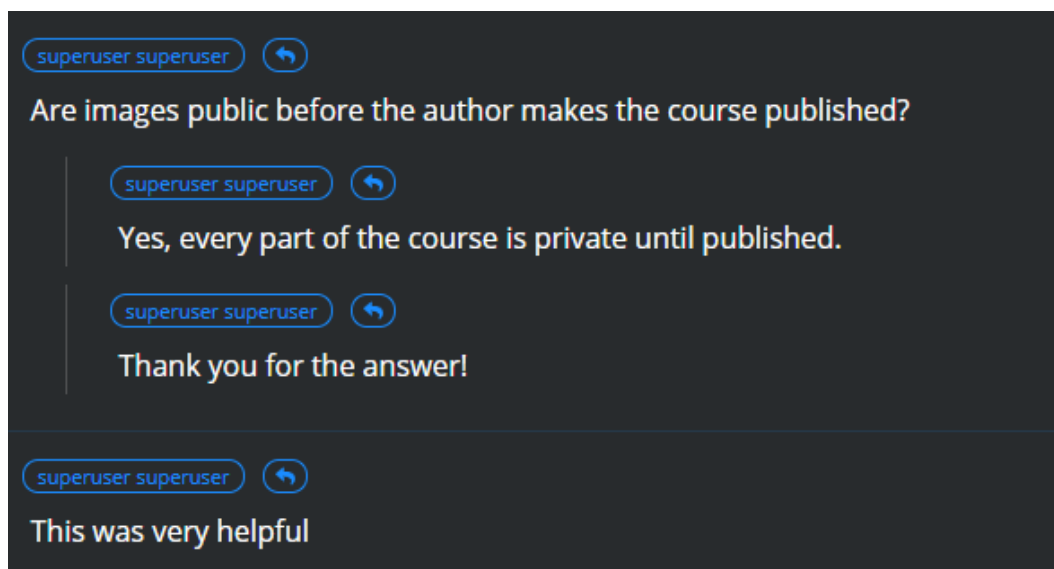 superuser superuser
Are images public before the author makes the course published?
superuser superuser
Yes, every part of the course is private until published.
superuser superuser
Thank you for the answer!
superuser superuser
This was very helpful